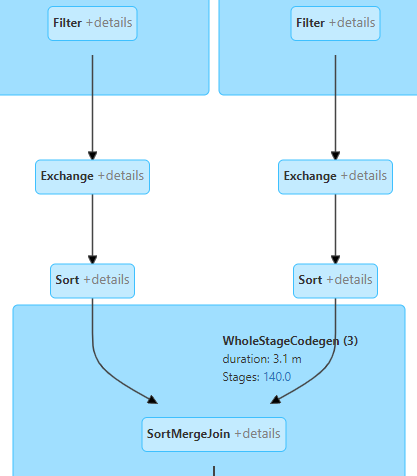 Filter +details
Filter +details
Exchange +details
Exchange +details
Sort +details
Sort +details
WholeStageCodegen (3)
duration: 3.1 m
Stages: 140.0
SortMergeJoin +details